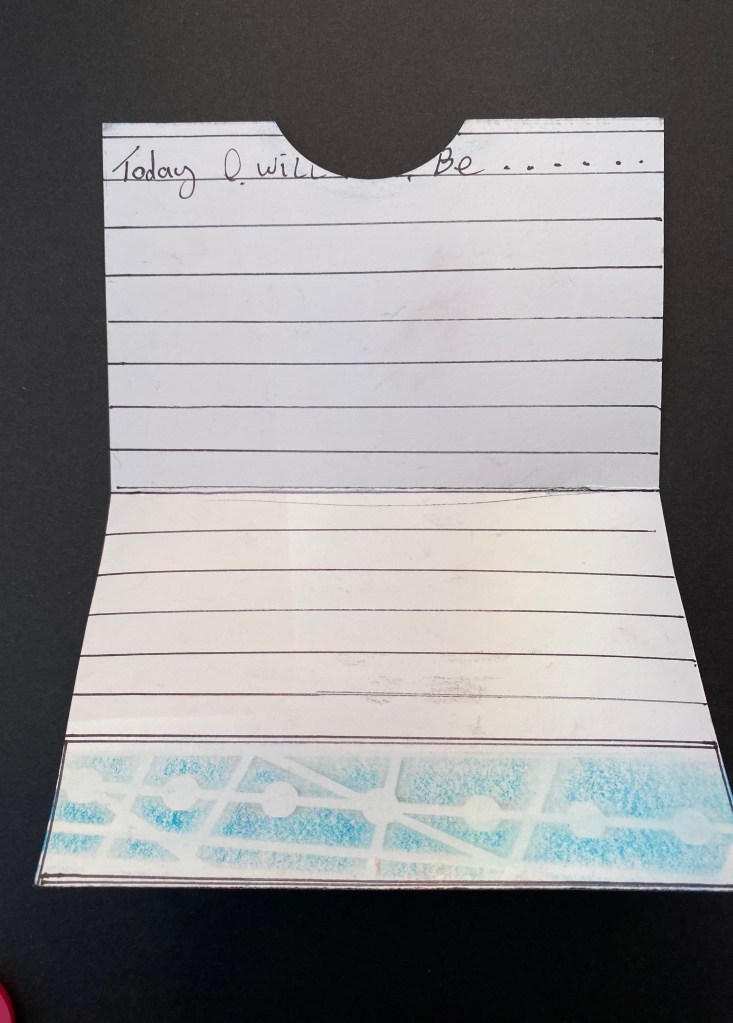 Today I will Be . . . . . .